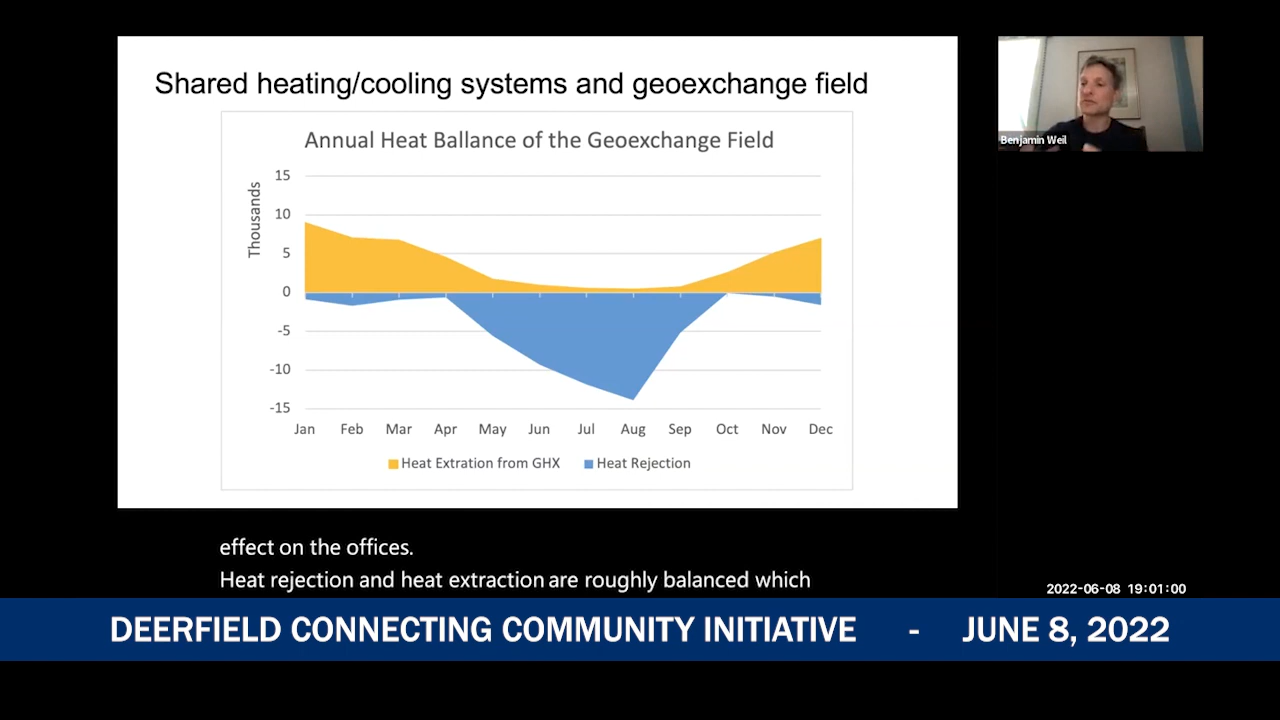 Shared heating/cooling systems and geoexchange field
Annual Heat Ballance of the Geoexchange Field
Thousands
15
10
5
0
-5
-10
-15
Jan Feb Mar Apr May Jun Jul Aug Sep Oct Nov Dec
Heat Extration from GHX Heat Rejection
Benjamin Weil
effect on the offices.
Heat rejection and heat extraction are roughly balanced which
2022-06-08 19:01:00
DEERFIELD CONNECTING COMMUNITY INITIATIVE - JUNE 8, 2022